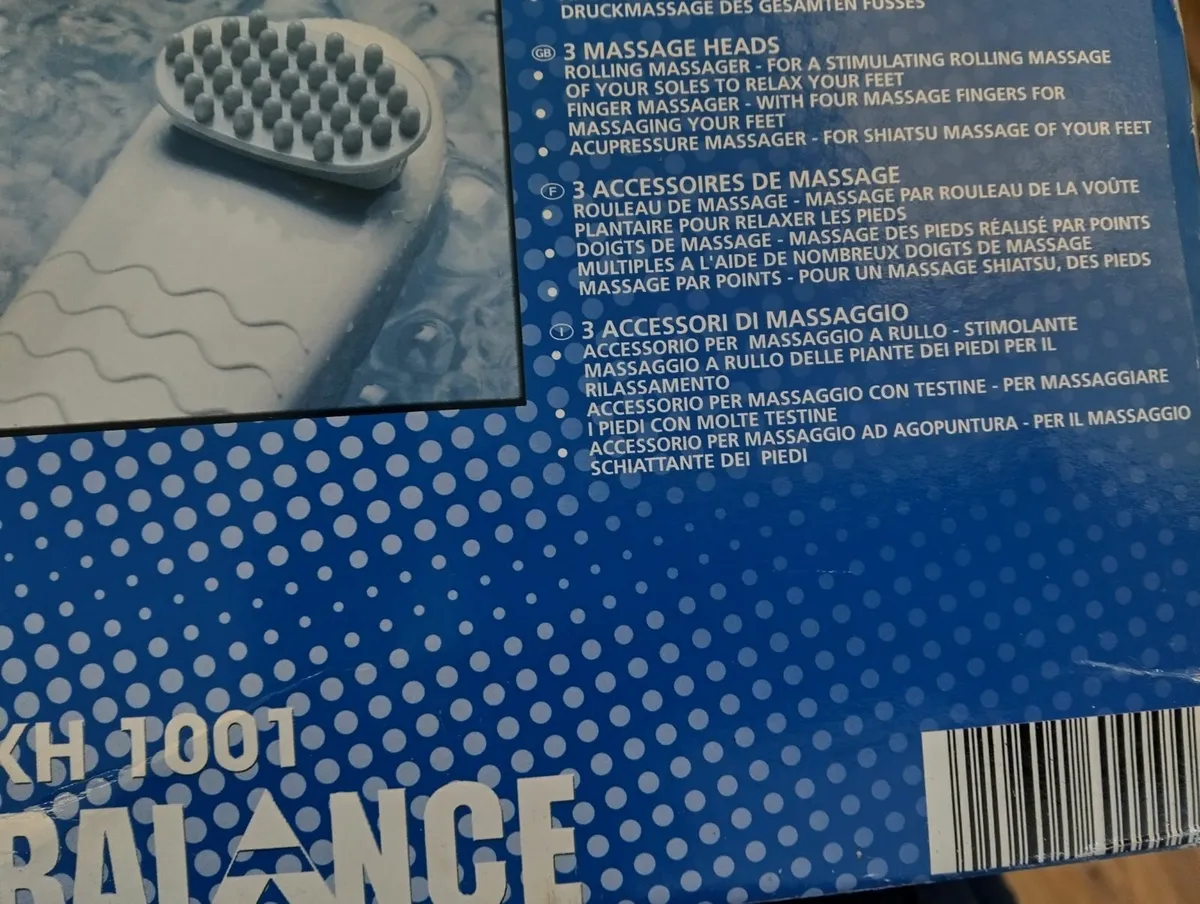 DRUCKMASSAGE DES GESAMTEN FUSSES
GB 3 MASSAGE HEADS
• ROLLING MASSAGER - FOR A STIMULATING ROLLING MASSAGE
OF YOUR SOLES TO RELAX YOUR FEET
• FINGER MASSAGER - WITH FOUR MASSAGE FINGERS FOR
MASSAGING YOUR FEET
• ACUPRESSURE MASSAGER - FOR SHIATSU MASSAGE OF YOUR FEET
F 3 ACCESSOIRES DE MASSAGE
• ROULEAU DE MASSAGE - MASSAGE PAR ROULEAU DE LA VOÛTE
PLANTAIRE POUR RELAXER LES PIEDS
• DOIGTS DE MASSAGE - MASSAGE DES PIEDS RÉALISÉ PAR POINTS
MULTIPLES A L'AIDE DE NOMBREUX DOIGTS DE MASSAGE
• MASSAGE PAR POINTS - POUR UN MASSAGE SHIATSU, DES PIEDS
I 3 ACCESSORI DI MASSAGGIO
• ACCESSORIO PER MASSAGGIO A RULLO - STIMOLANTE
MASSAGGIO A RULLO DELLE PIANTE DEI PIEDI PER IL
RILASSAMENTO
• ACCESSORIO PER MASSAGGIO CON TESTINE - PER MASSAGGIARE
I PIEDI CON MOLTE TESTINE
• ACCESSORIO PER MASSAGGIO AD AGOPUNTURA - PER IL MASSAGGIO
SCHIATTANTE DEI PIEDI
KH 1001
BALANCE